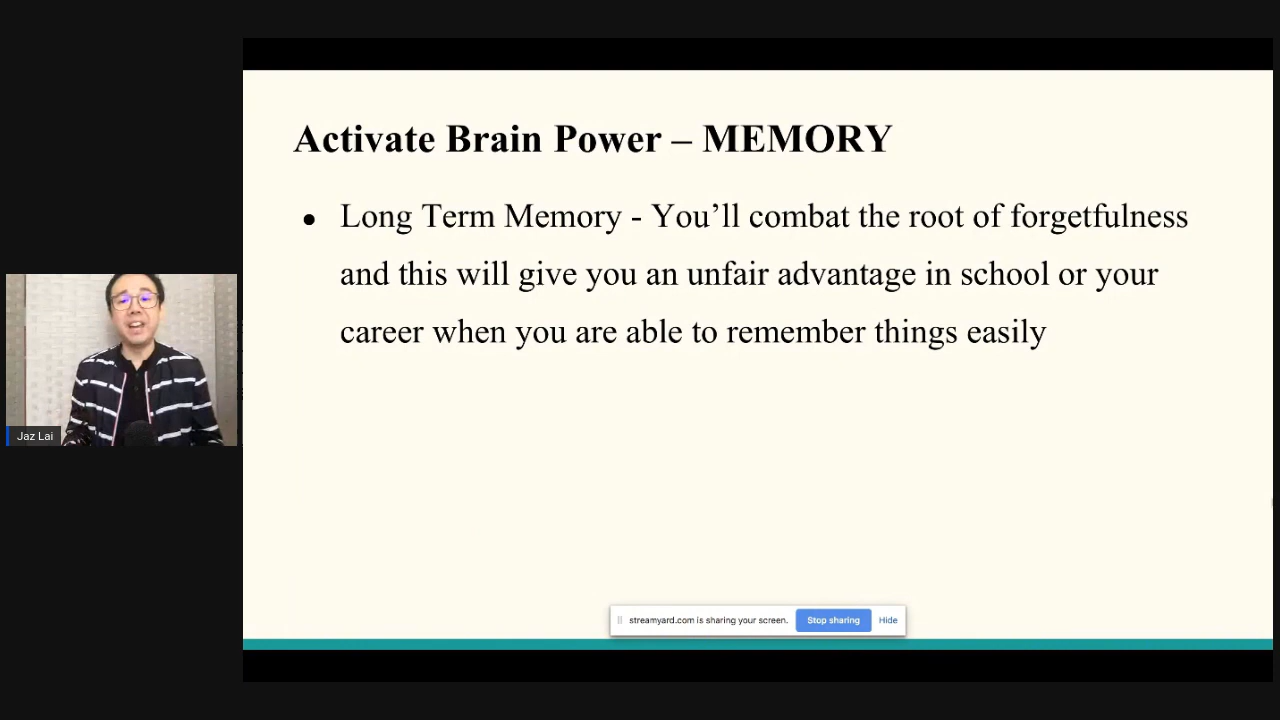 Activate Brain Power – MEMORY
● Long Term Memory - You’ll combat the root of forgetfulness
and this will give you an unfair advantage in school or your
career when you are able to remember things easily
Jaz Lai
streamyard.com is sharing your screen. Stop sharing Hide